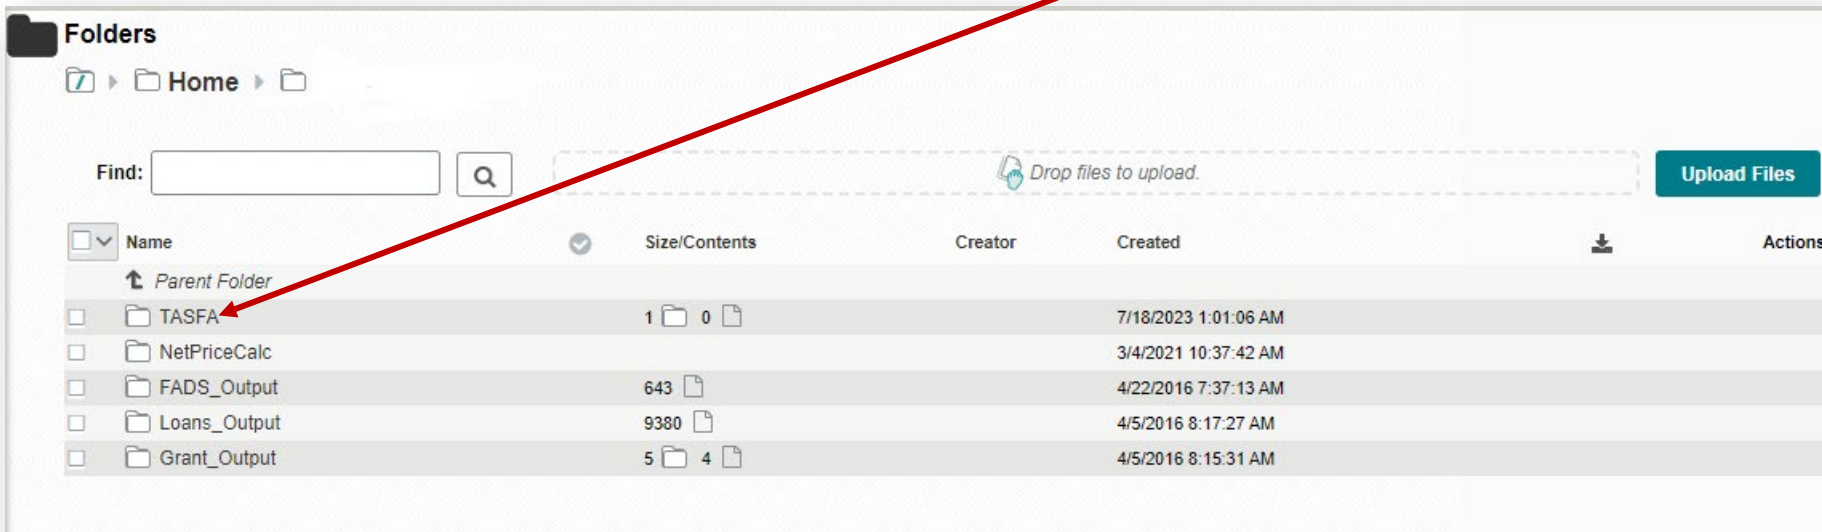 Folders
Home
Find:
Drop files to upload.
Upload Files
Name Size/Contents Creator Created Actions
Parent Folder
TASFA 1 0 7/18/2023 1:01:06 AM
NetPriceCalc 3/4/2021 10:37:42 AM
FADS_Output 643 4/22/2016 7:37:13 AM
Loans_Output 9380 4/5/2016 8:17:27 AM
Grant_Output 5 4 4/5/2016 8:15:31 AM